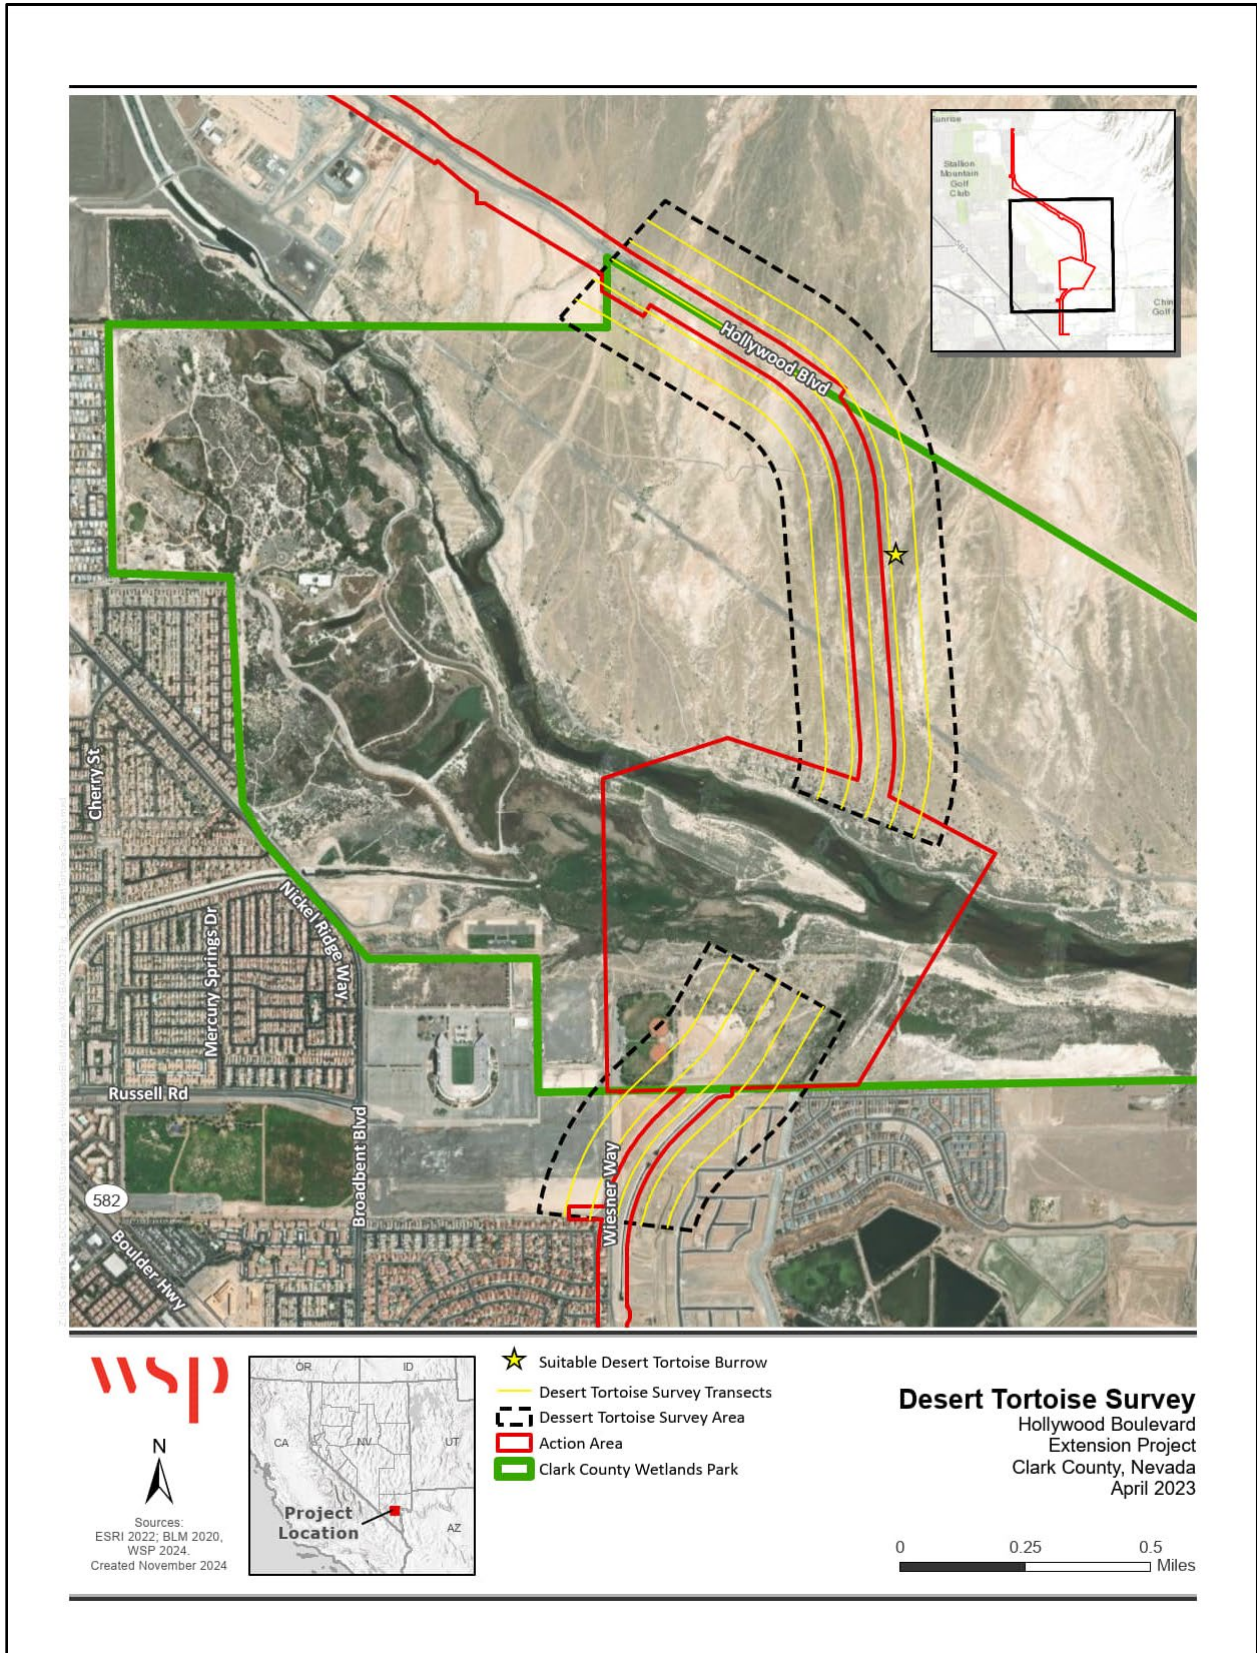 Sunrise
Stallion
Mountain
Golf
Club
582
Hollywood Blvd
Cherry St
Nickel Ridge Way
Mercury Springs Dr
Russell Rd
Broadbent Blvd
Wiesner Way
582
Boulder Hwy
wsp
N
Sources:
ESRI 2022; BLM 2020,
WSP 2024.
Created November 2024
OR
ID
CA
NV
UT
AZ
Project
Location
Suitable Desert Tortoise Burrow
Desert Tortoise Survey Transects
Dessert Tortoise Survey Area
Action Area
Clark County Wetlands Park
Desert Tortoise Survey
Hollywood Boulevard
Extension Project
Clark County, Nevada
April 2023
0 0.25 0.5
Miles